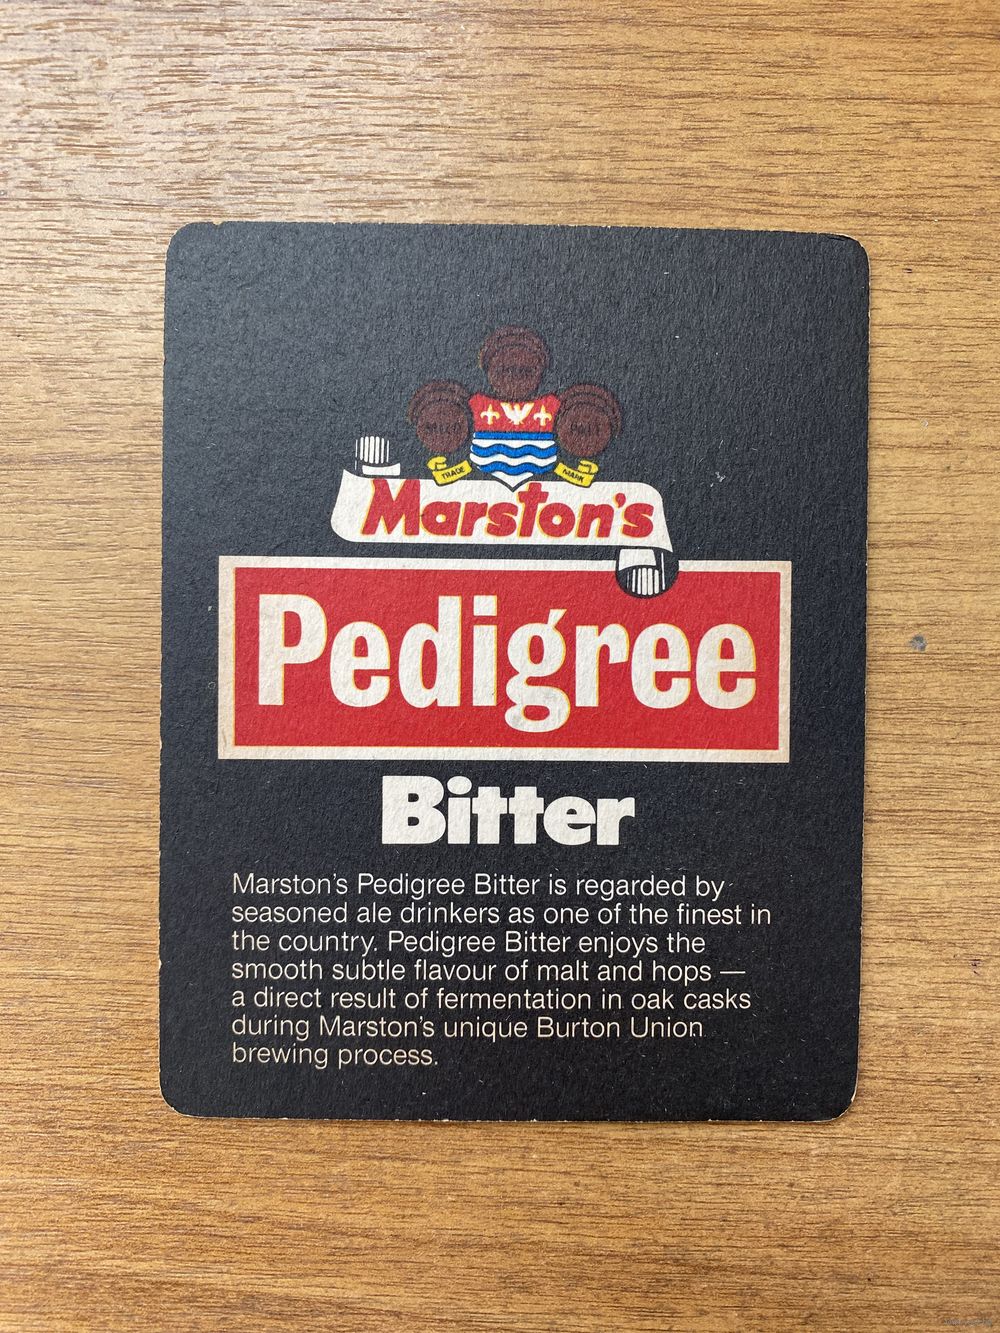 TRADE MARK
Marston's
Pedigree
Bitter
Marston's Pedigree Bitter is regarded by
seasoned ale drinkers as one of the finest in
the country. Pedigree Bitter enjoys the
smooth subtle flavour of malt and hops —
a direct result of fermentation in oak casks
during Marston's unique Burton Union
brewing process.